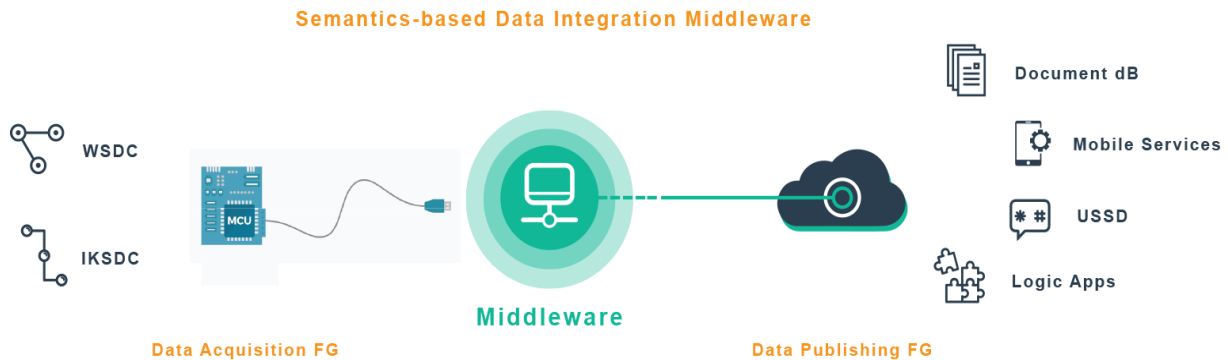 Semantics-based Data Integration Middleware
Document dB
WSDC
MCU
Mobile Services
* #
USSD
IKSDC
Logic Apps
Middleware
Data Acquisition FG
Data Publishing FG